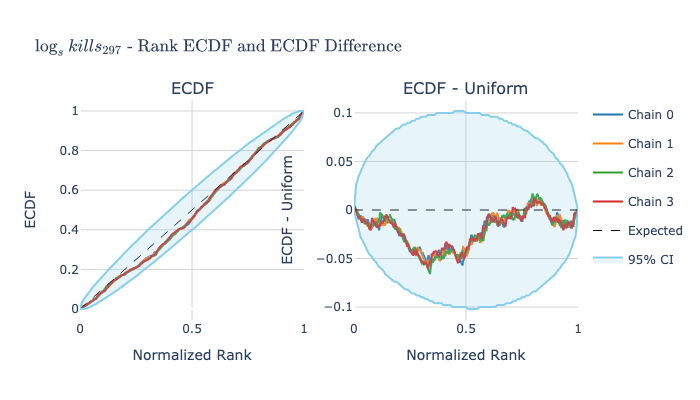 log_s kills_297 - Rank ECDF and ECDF Difference
ECDF
ECDF - Uniform
ECDF
1
0.8
0.6
0.4
0.2
0
0
0.5
1
Normalized Rank
ECDF - Uniform
0.1
0.05
0
−0.05
−0.1
0
0.5
1
Normalized Rank
Chain 0
Chain 1
Chain 2
Chain 3
Expected
95% CI